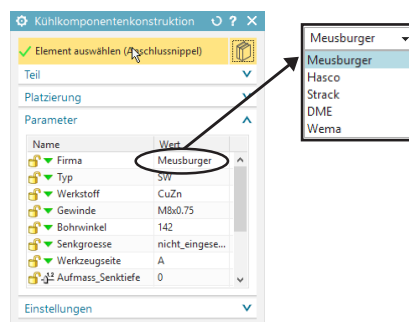 Kühlkomponentenkonstruktion
Element auswählen (Anschlussnippel)
Teil
Platzierung
Parameter
Name Wert
Firma Meusburger
Typ SW
Werkstoff CuZn
Gewinde M8x0.75
Bohrwinkel 142
Senkgroesse nicht_eingese...
Werkzeugseite A
Aufmass_Senktiefe 0
Einstellungen
Meusburger
Meusburger
Hasco
Strack
DME
Wema